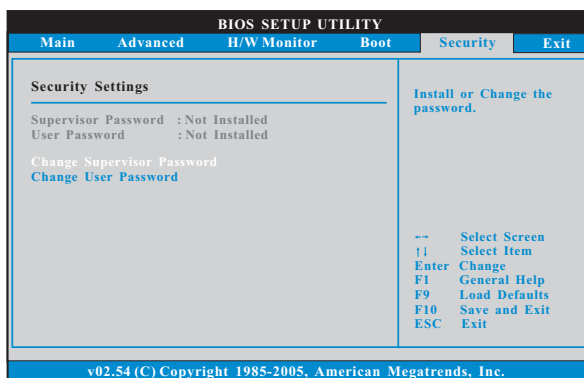 BIOS SETUP UTILITY
Main Advanced H/W Monitor Boot Security Exit
Security Settings
Supervisor Password : Not Installed
User Password : Not Installed
Change Supervisor Password
Change User Password
Install or Change the
password.
←→ Select Screen
↑↓ Select Item
Enter Change
F1 General Help
F9 Load Defaults
F10 Save and Exit
ESC Exit
v02.54 (C) Copyright 1985-2005, American Megatrends, Inc.